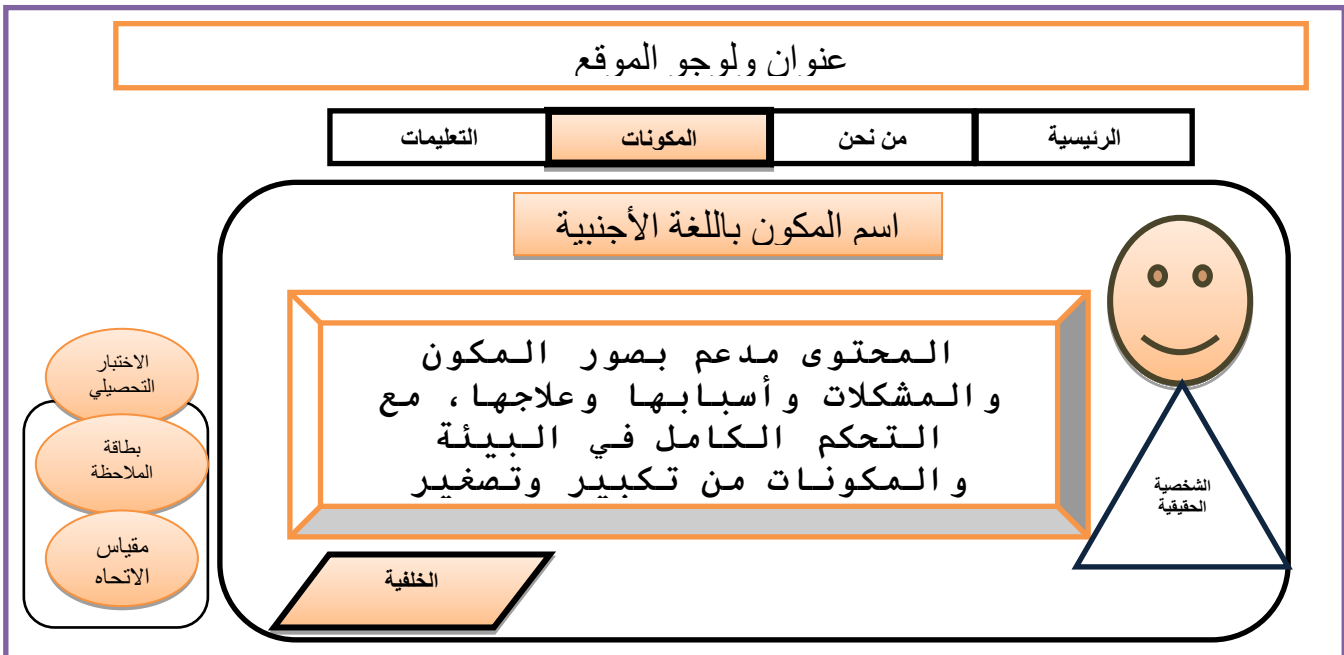 عنوان ولوجو الموقع
الرئيسية
من نحن
المكونات
التعليمات
اسم المكون باللغة الأجنبية
المحتوى مدعم بصور المكون
والمشكلات وأسبابها وعلاجها، مع
التحكم الكامل في البيئة
والمكونات من تكبير وتصغير
الشخصية
الحقيقية
الخلفية
الاختبار
التحصيلي
بطاقة
الملاحظة
مقياس
الاتجاه